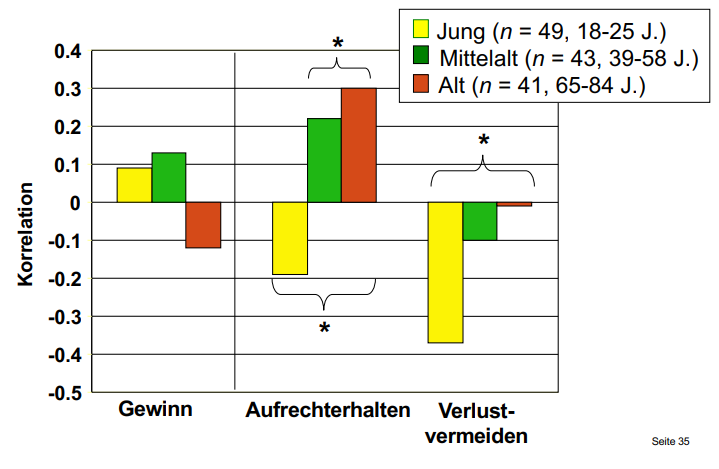 Jung (n = 49, 18-25 J.)
Mittelalt (n = 43, 39-58 J.)
Alt (n = 41, 65-84 J.)
0.4
0.3
0.2
0.1
0
-0.1
-0.2
-0.3
-0.4
-0.5
Korrelation
*
*
*
Gewinn
Aufrechterhalten
Verlust-
vermeiden
Seite 35